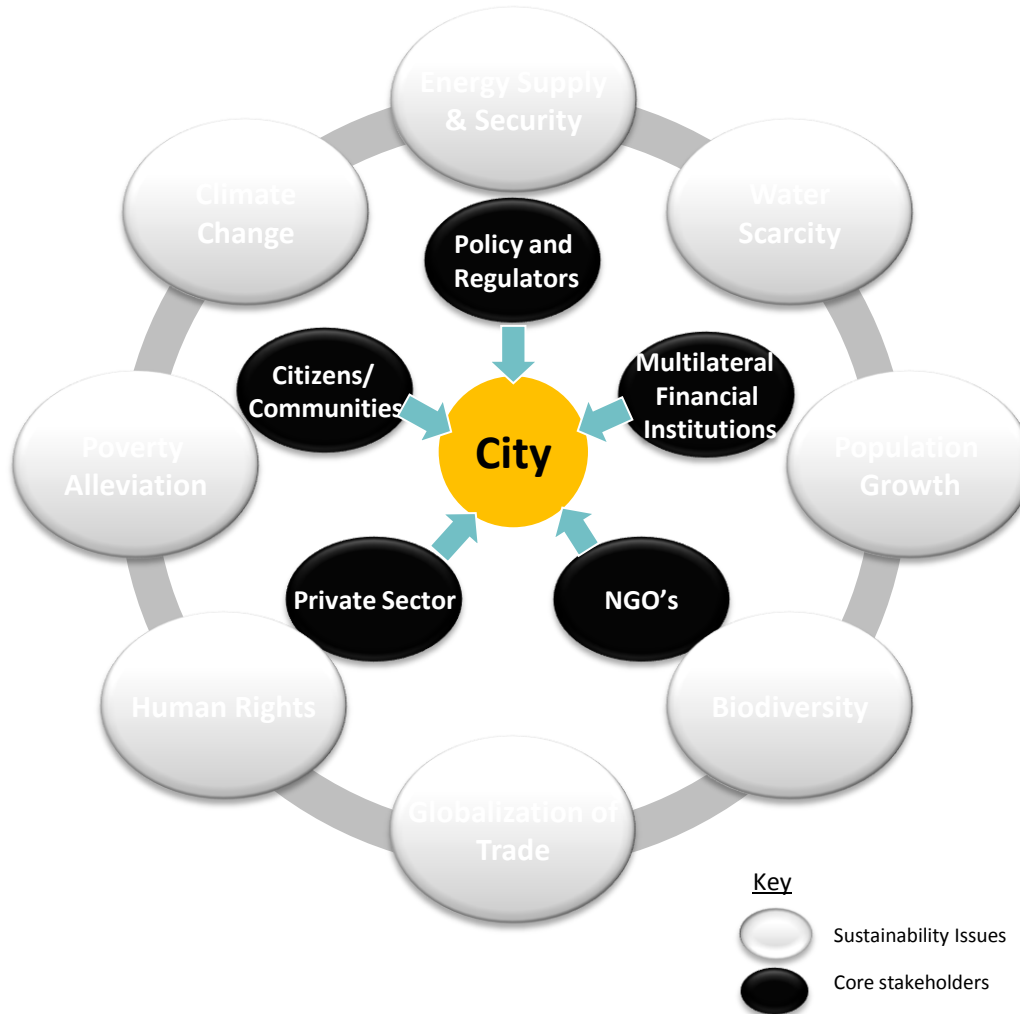 Energy Supply
& Security
Climate
Change
Water
Scarcity
Policy and
Regulators
Citizens/
Communities
Multilateral
Financial
Institutions
City
Poverty
Alleviation
Population
Growth
Private Sector
NGO’s
Human Rights
Biodiversity
Globalization of
Trade
Key
Sustainability Issues
Core stakeholders